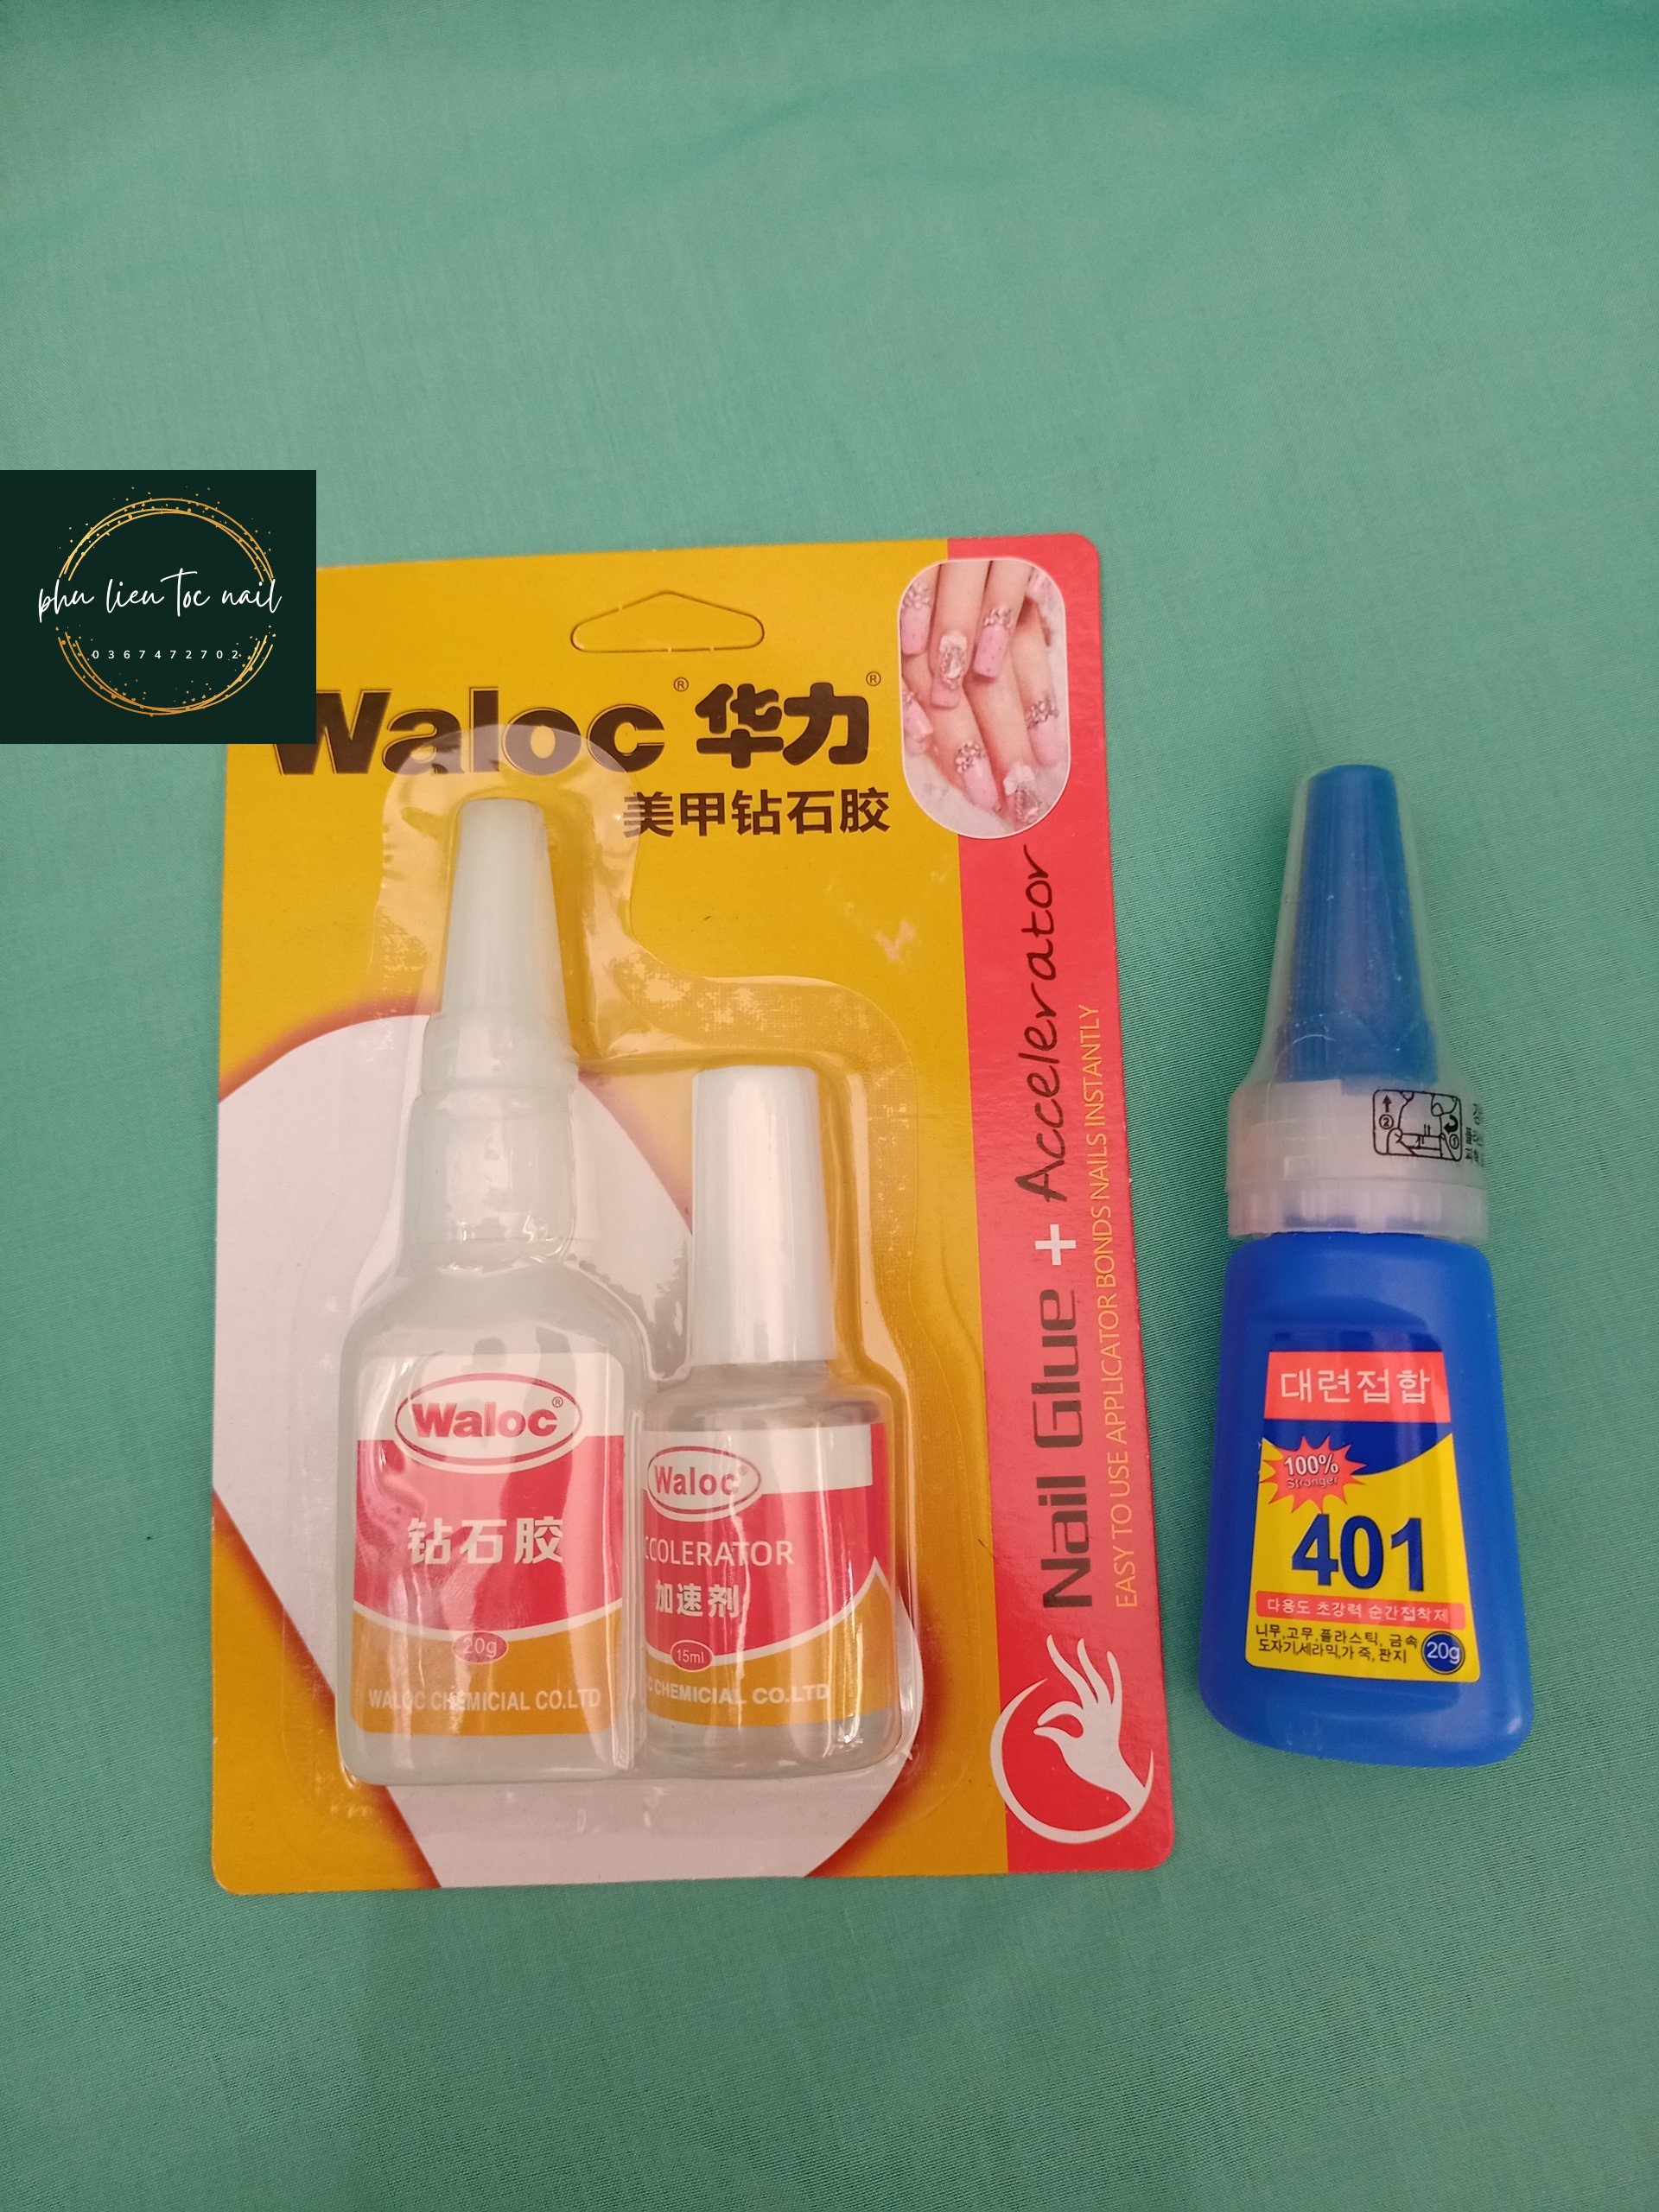 phu lien toc nail
0367472702
Waloc® 华力®
美甲钻石胶
Nail Glue + Accelerator
EASY TO USE APPLICATOR BONDS NAILS INSTANTLY
Waloc®
钻石胶
20g
WALOC CHEMICIAL CO.LTD
Waloc®
CCOLERATOR
加速剂
15ml
C CHEMICIAL CO.LTD
대련접합
100%
Stronger
401
다용도 초강력 순간접착제
니무,고무,플라스틱, 금속
도자기,세라믹,가죽, 판지
20g